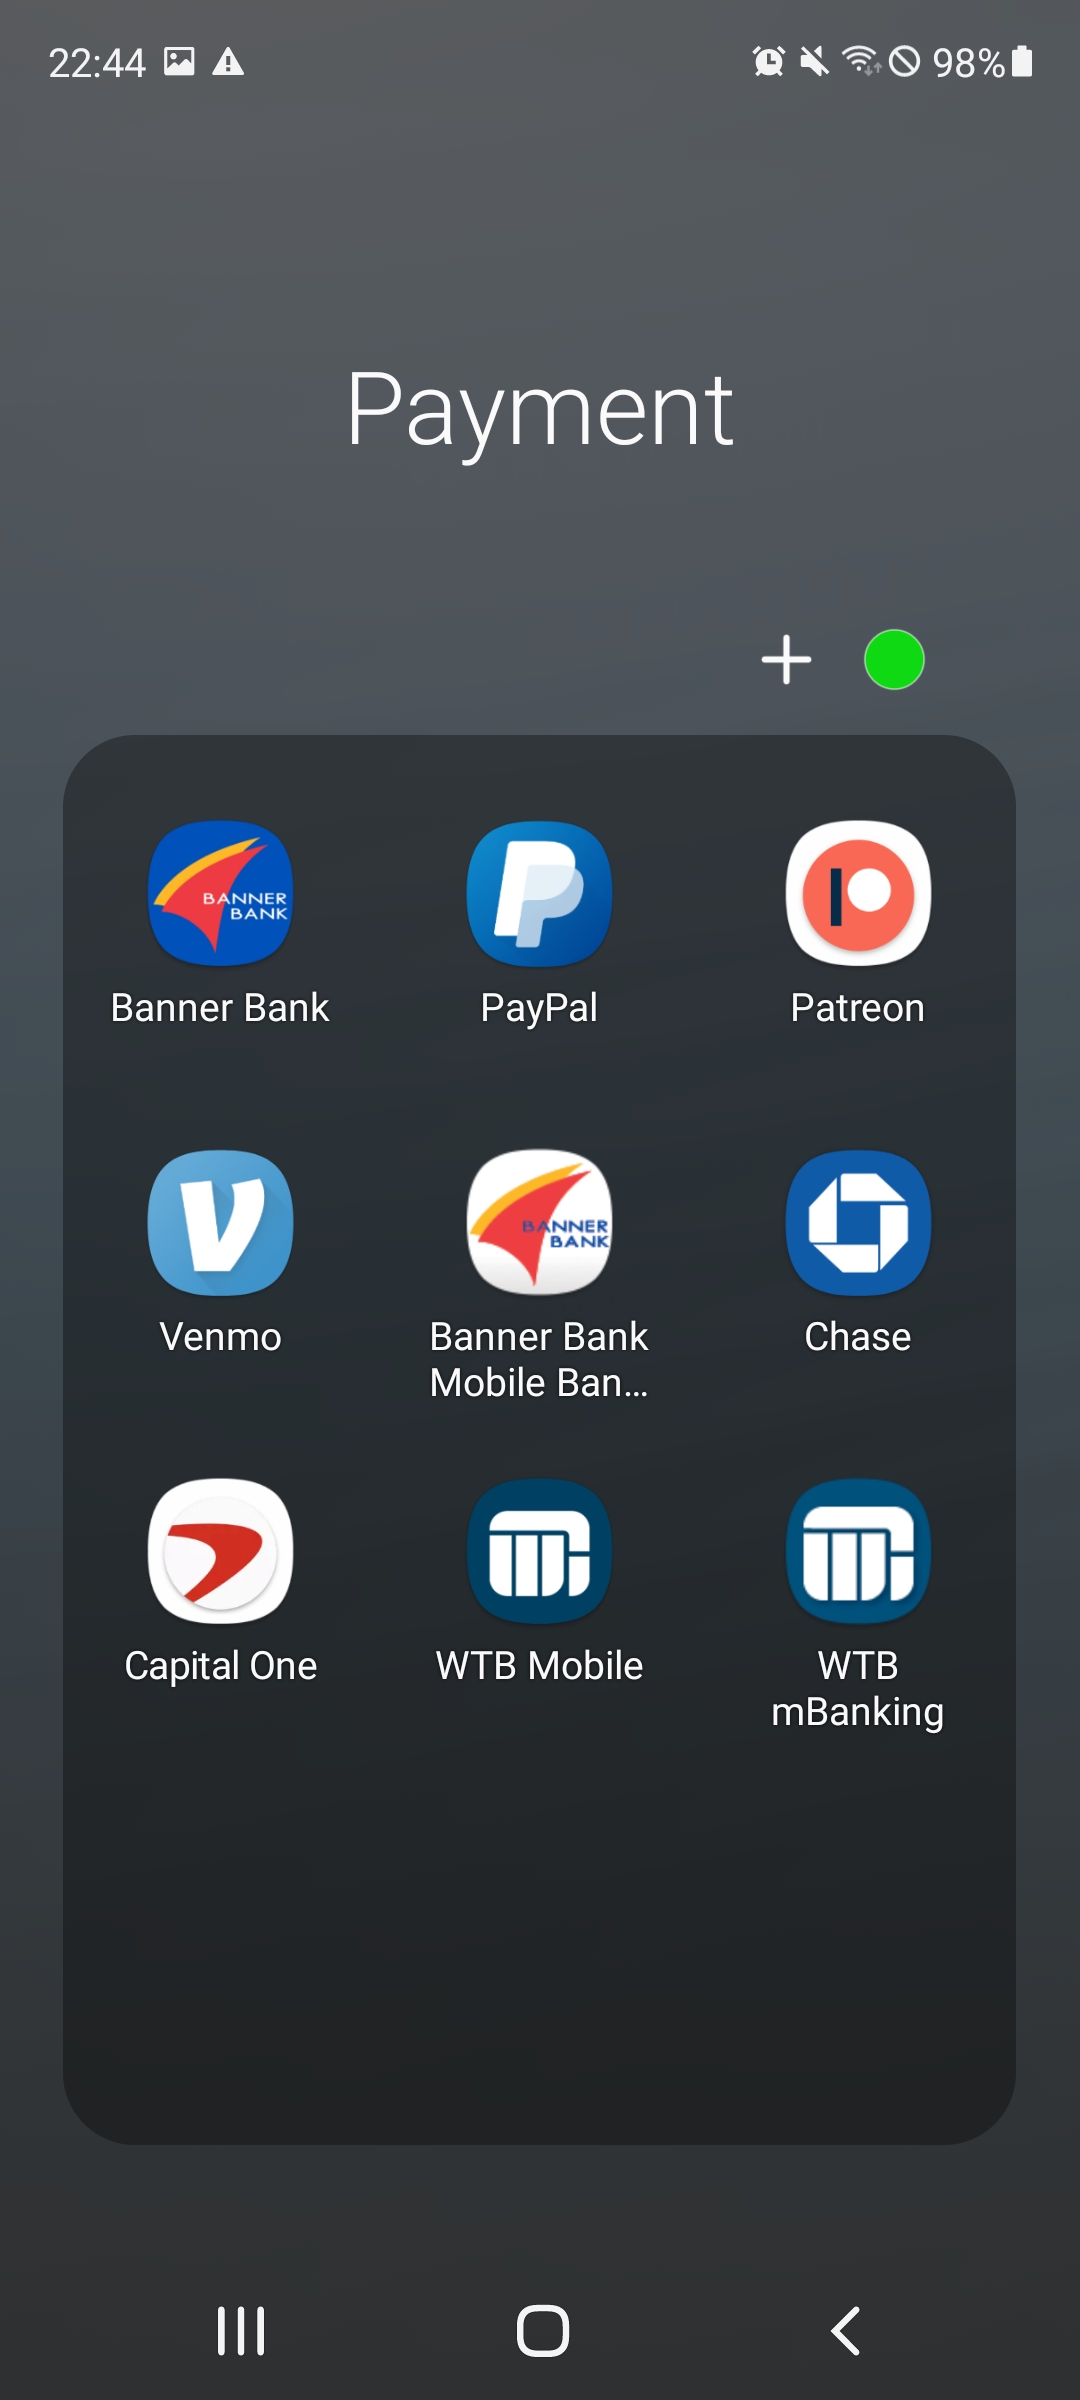 22:44 98%
Payment
BANNER
BANK
Banner Bank PayPal Patreon
BANNER
BANK
Venmo Banner Bank Chase
Mobile Ban...
Capital One WTB Mobile WTB
mBanking